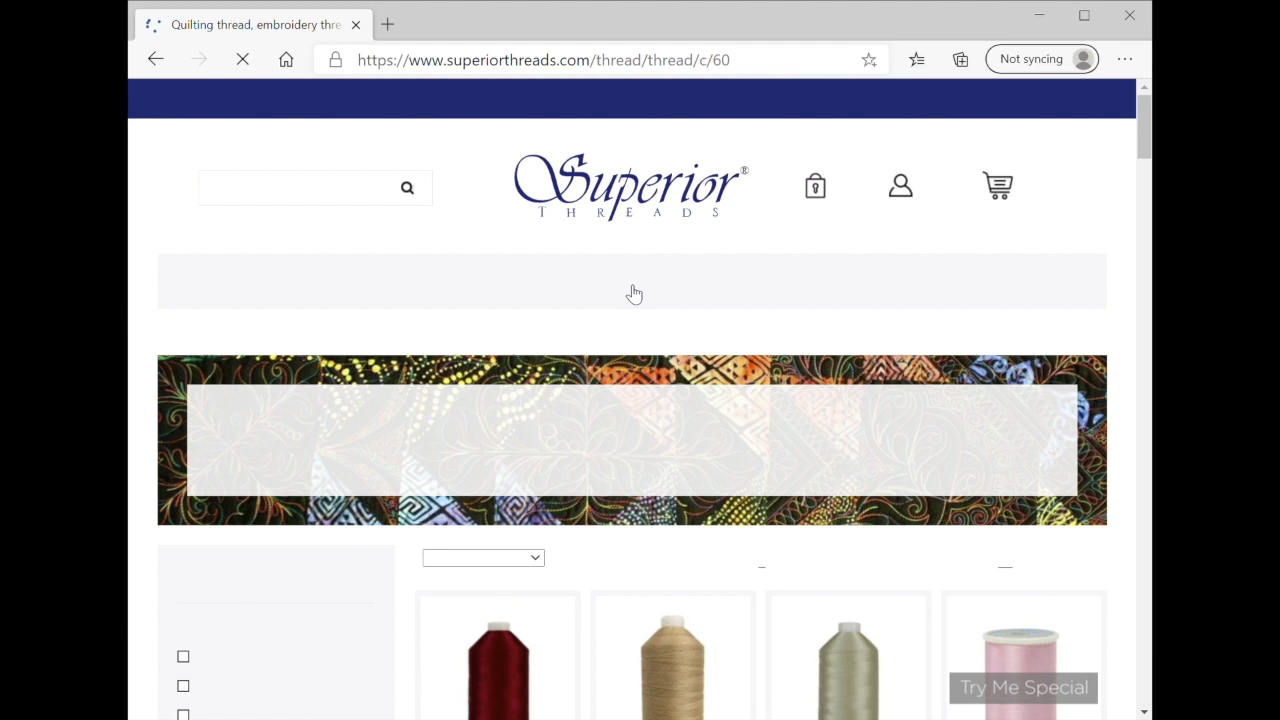 Quilting thread, embroidery thre
https://www.superiorthreads.com/thread/thread/c/60
Not syncing
Superior®
THREADS
Try Me Special